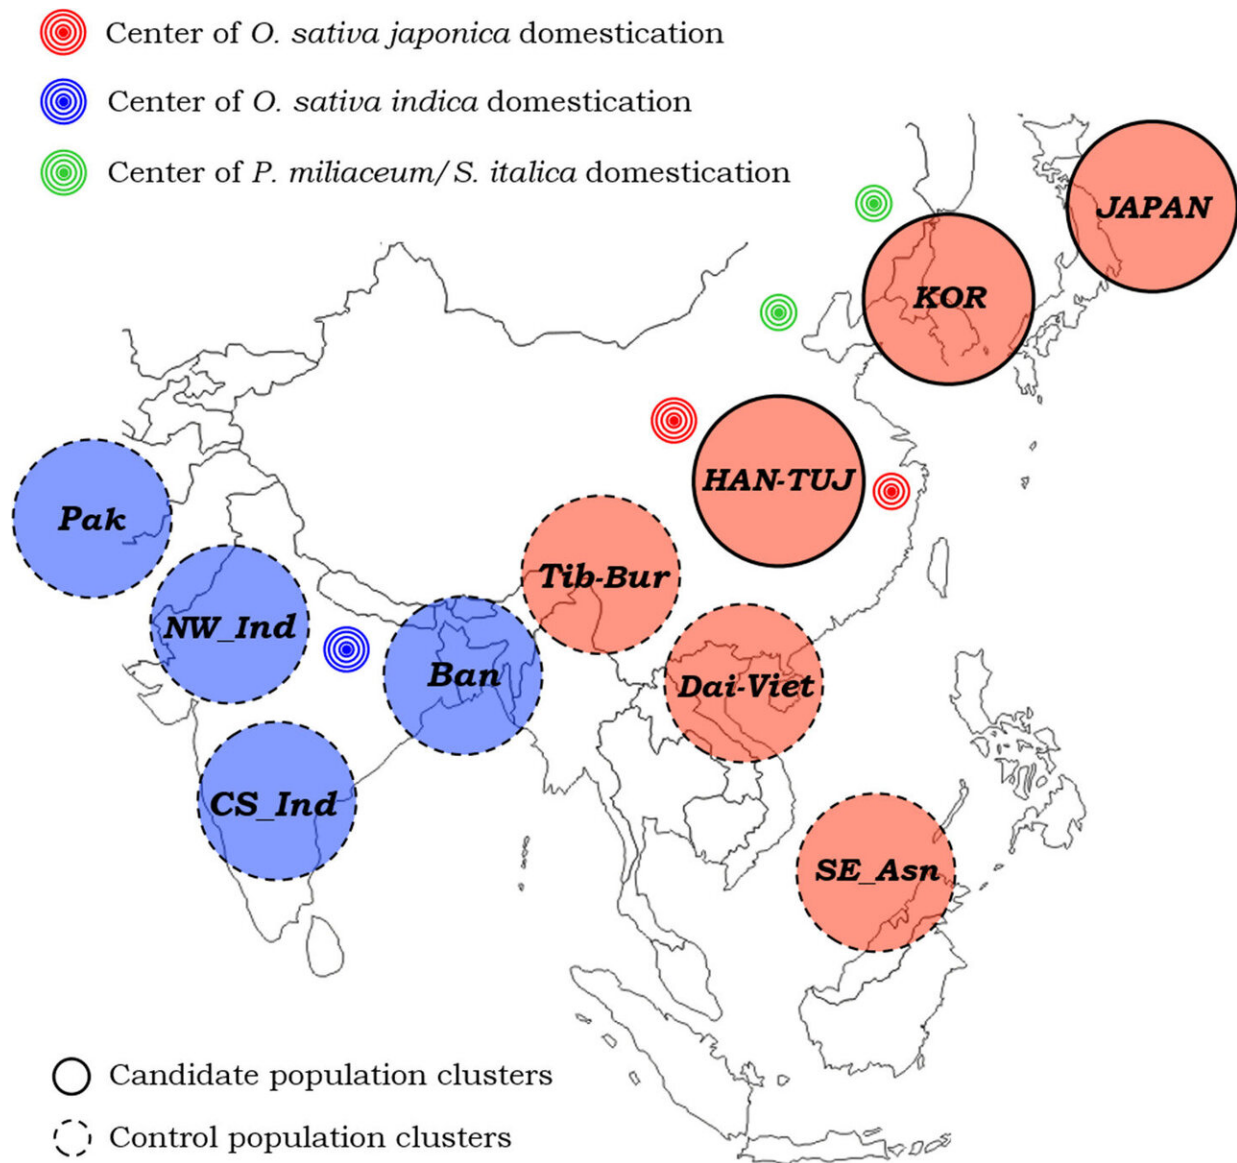 Center of O. sativa japonica domestication
Center of O. sativa indica domestication
Center of P. miliaceum/S. italica domestication
JAPAN
KOR
HAN-TUJ
Pak
Tib-Bur
NW_Ind
Ban
Dai-Viet
CS_Ind
SE_Asn
Candidate population clusters
Control population clusters